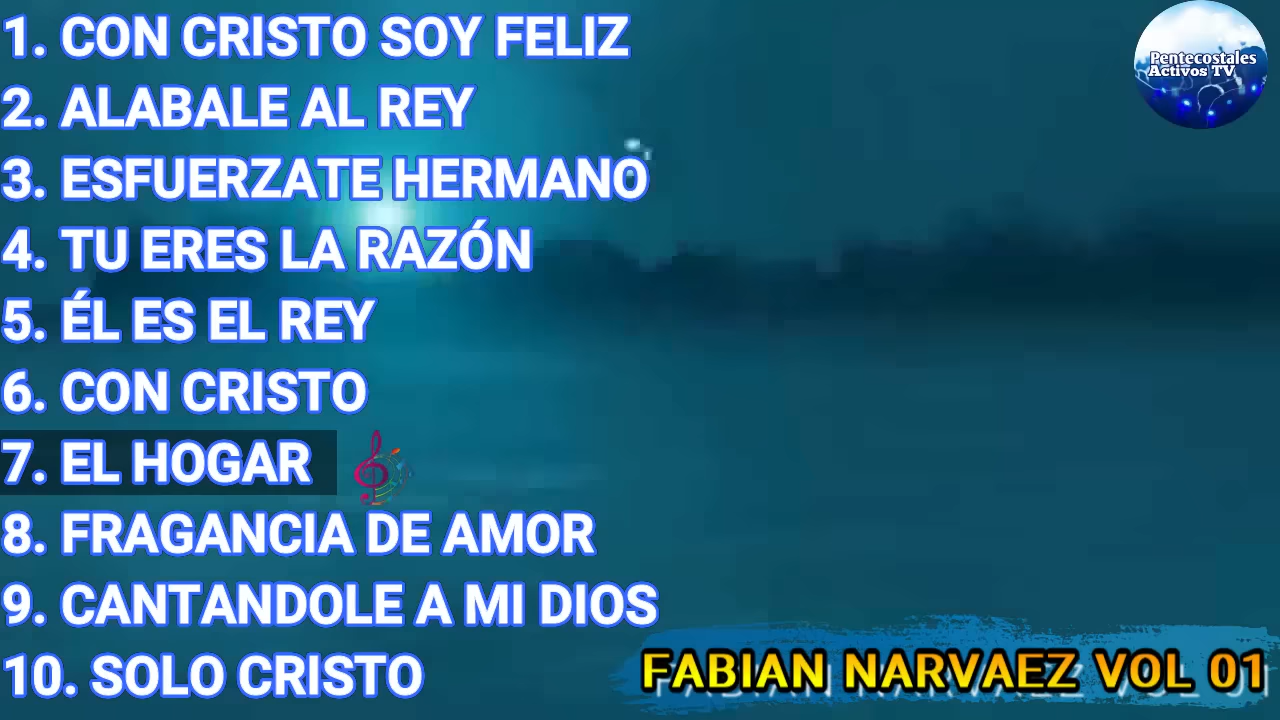 1. CON CRISTO SOY FELIZ
2. ALABALE AL REY
3. ESFUERZATE HERMANO
4. TU ERES LA RAZÓN
5. ÉL ES EL REY
6. CON CRISTO
7. EL HOGAR
8. FRAGANCIA DE AMOR
9. CANTANDOLE A MI DIOS
10. SOLO CRISTO
Pentecostales
Activos TV
FABIAN NARVAEZ VOL 01